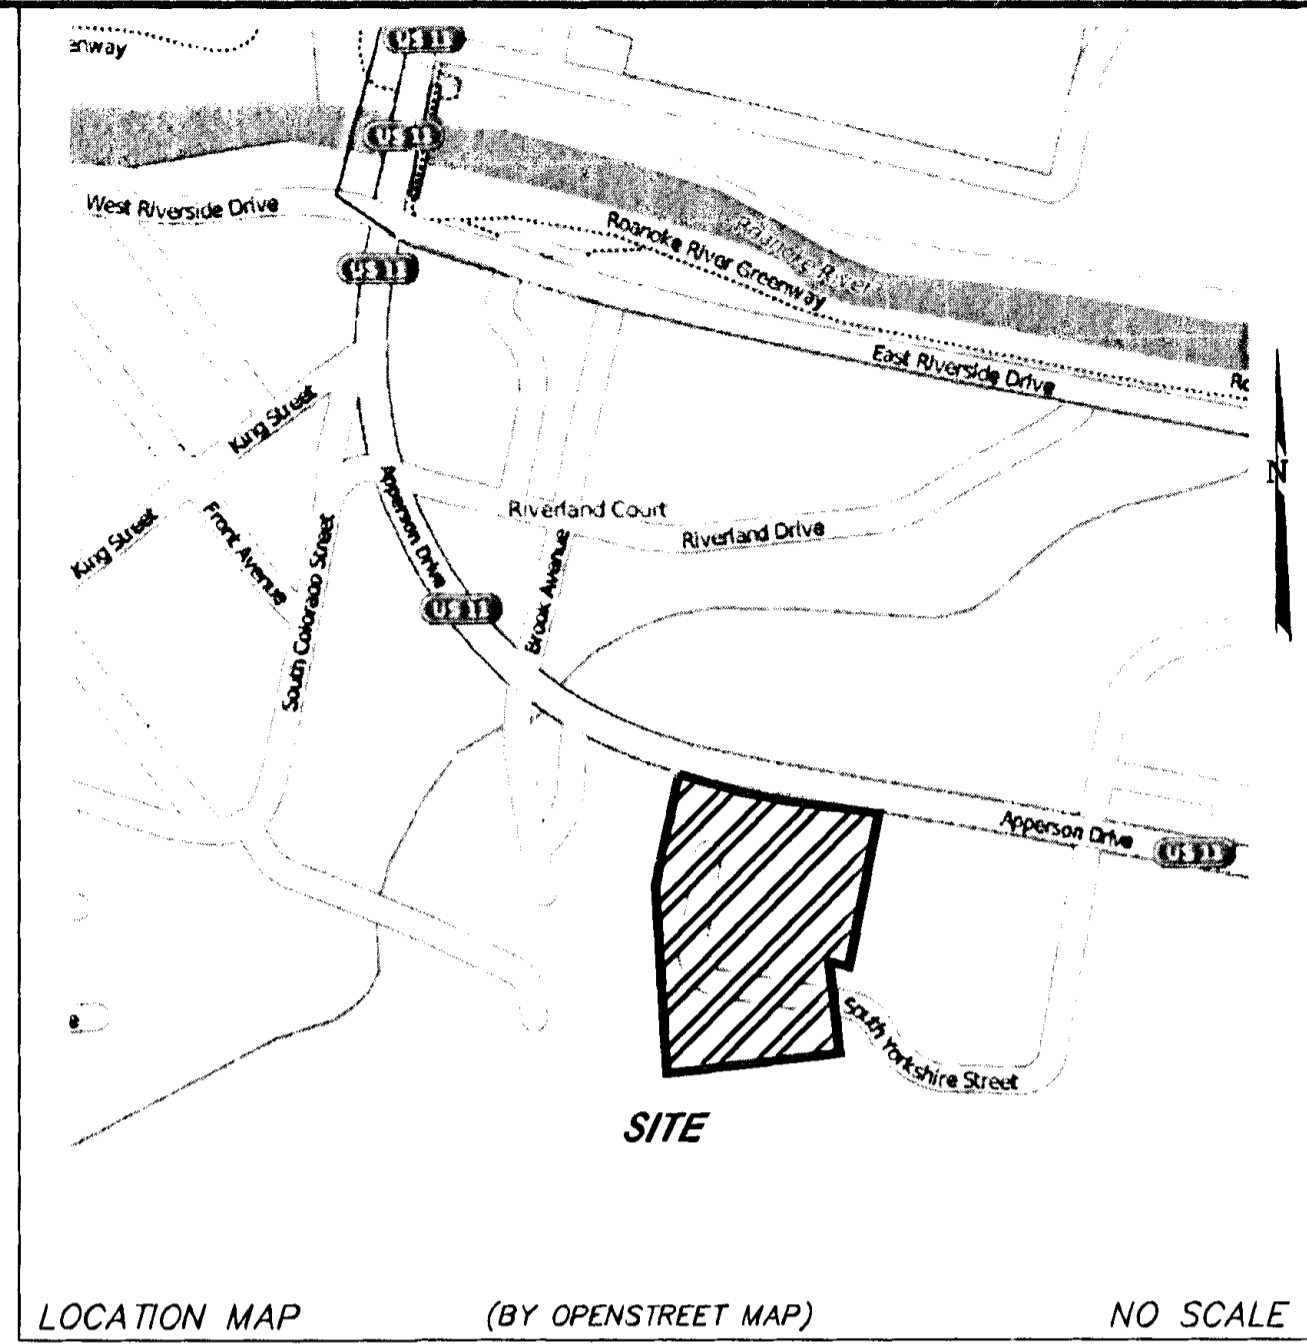 enway
US 11
US 11
West Riverside Drive
Roanoke River Greenway
Roanoke River
US 11
East Riverside Drive
Ro
King Street
N
Apperson Drive
Riverland Court
Riverland Drive
King Street
Front Avenue
South Colorado Street
Brook Avenue
US 11
Apperson Drive
US 11
e
South Yorkshire Street
SITE
LOCATION MAP (BY OPENSTREET MAP) NO SCALE